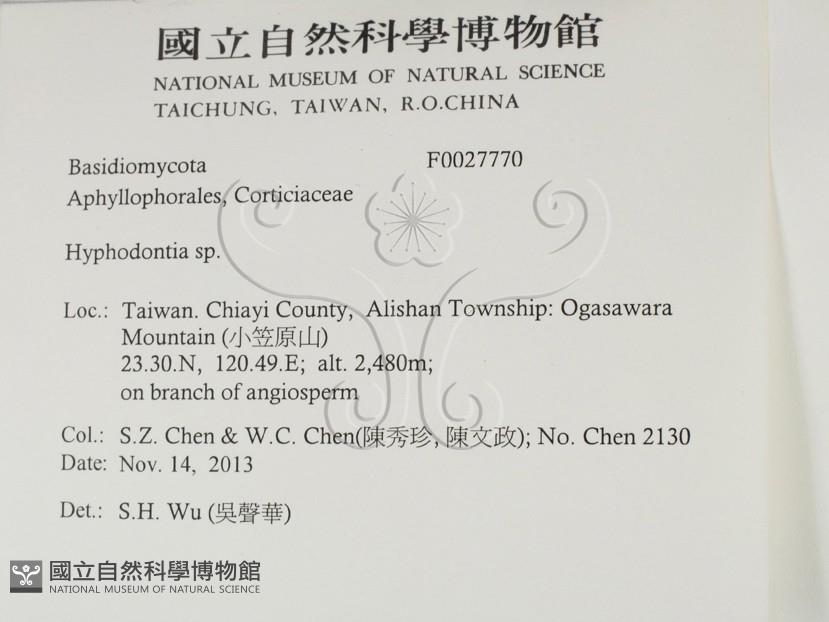 國立自然科學博物館
NATIONAL MUSEUM OF NATURAL SCIENCE
TAICHUNG, TAIWAN, R.O.CHINA
Basidiomycota F0027770
Aphyllophorales, Corticiaceae
Hyphodontia sp.
Loc.: Taiwan. Chiayi County, Alishan Township: Ogasawara
Mountain (小笠原山)
23.30.N, 120.49.E; alt. 2,480m;
on branch of angiosperm
Col.: S.Z. Chen & W.C. Chen(陳秀珍, 陳文政); No. Chen 2130
Date: Nov. 14, 2013
Det.: S.H. Wu (吳聲華)
國立自然科學博物館
NATIONAL MUSEUM OF NATURAL SCIENCE